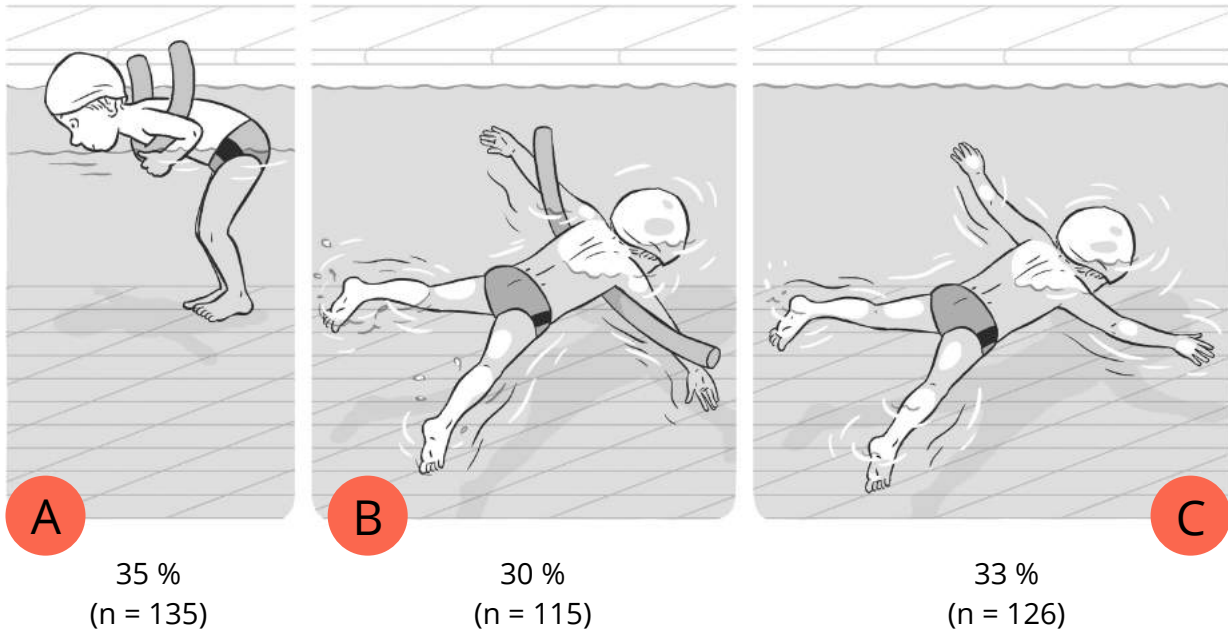 A
B
C
35 %
(n = 135)
30 %
(n = 115)
33 %
(n = 126)